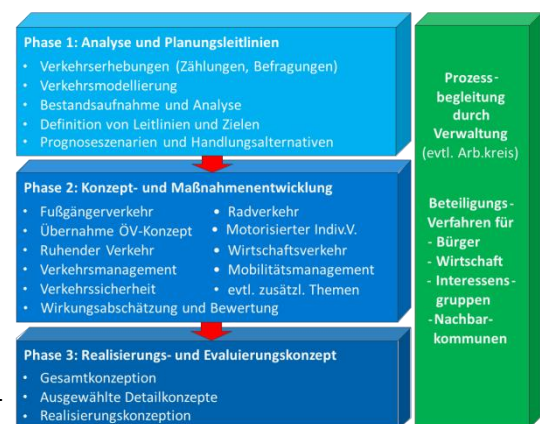 Phase 1: Analyse und Planungsleitlinien
• Verkehrserhebungen (Zählungen, Befragungen)
• Verkehrsmodellierung
• Bestandsaufnahme und Analyse
• Definition von Leitlinien und Zielen
• Prognoseszenarien und Handlungsalternativen
Phase 2: Konzept- und Maßnahmenentwicklung
• Fußgängerverkehr
• Übernahme ÖV-Konzept
• Ruhender Verkehr
• Verkehrsmanagement
• Verkehrssicherheit
• Radverkehr
• Motorisierter Indiv.V.
• Wirtschaftsverkehr
• Mobilitätsmanagement
• evtl. zusätzl. Themen
• Wirkungsabschätzung und Bewertung
Phase 3: Realisierungs- und Evaluierungskonzept
• Gesamtkonzeption
• Ausgewählte Detailkonzepte
• Realisierungskonzeption
Prozess-
begleitung
durch
Verwaltung
(evtl. Arb.kreis)
Beteiligungs-
Verfahren für
- Bürger
- Wirtschaft
- Interessens-
gruppen
-Nachbar-
kommunen